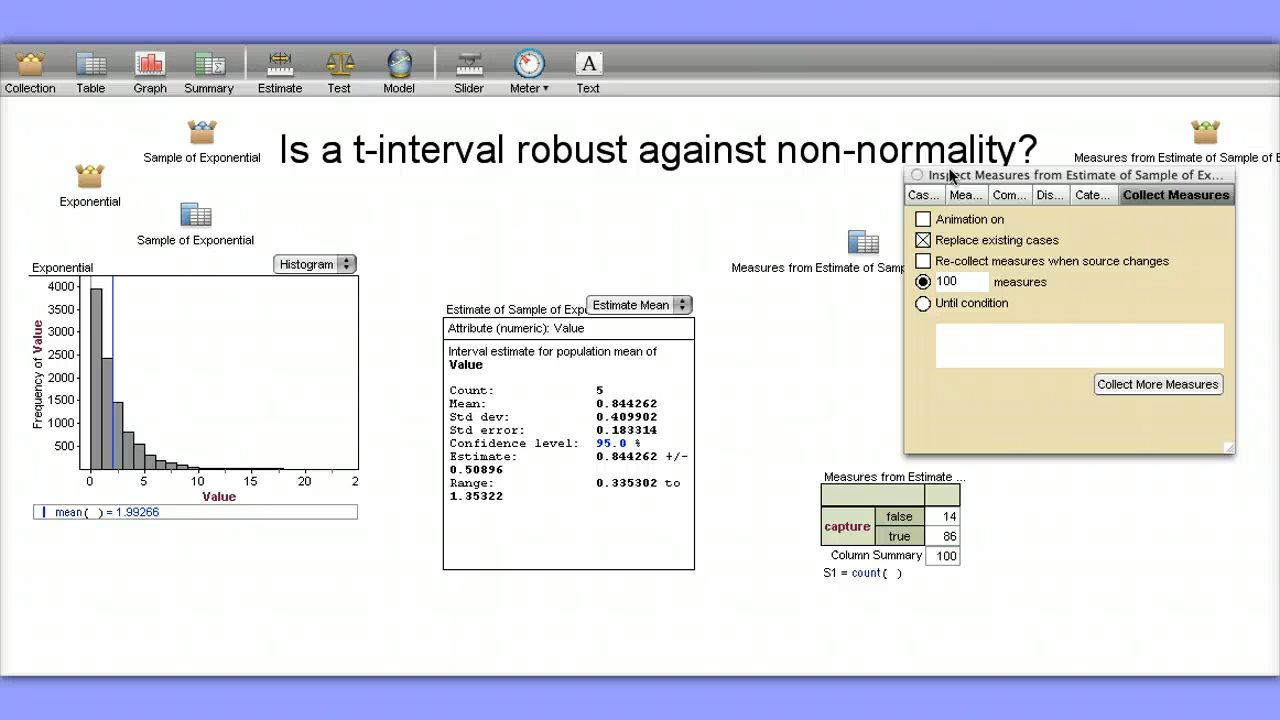 Collection Table Graph Summary Estimate Test Model Slider Meter Text
Is a t-interval robust against non-normality?
Sample of Exponential
Exponential
Sample of Exponential
Measures from Estimate of Sample of E
Measures from Estimate of Samp
Exponential
Histogram
4000
3500
3000
2500
2000
1500
1000
500
Frequency of Value
0 5 10 15 20 2
Value
mean( ) = 1.99266
Estimate of Sample of Expo
Estimate Mean
Attribute (numeric): Value
Interval estimate for population mean of
Value
Count: 5
Mean: 0.844262
Std dev: 0.409902
Std error: 0.183314
Confidence level: 95.0 %
Estimate: 0.844262 +/-
0.50896
Range: 0.335302 to
1.35322
Inspect Measures from Estimate of Sample of Ex...
Cas... Mea... Com... Dis... Cate... Collect Measures
Animation on
Replace existing cases
Re-collect measures when source changes
100 measures
Until condition
Collect More Measures
Measures from Estimate ...
capture
false 14
true 86
Column Summary 100
S1 = count( )